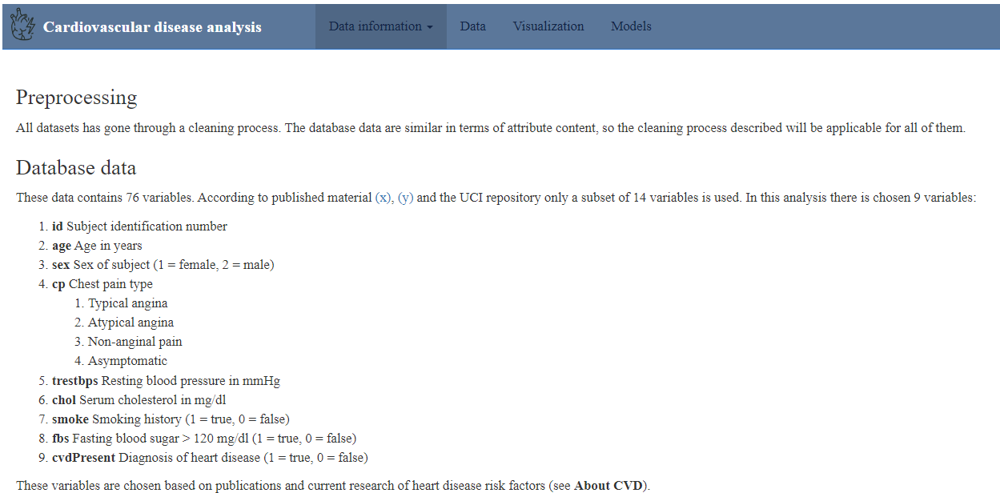 Cardiovascular disease analysis Data information Data Visualization Models
Preprocessing
All datasets has gone through a cleaning process. The database data are similar in terms of attribute content, so the cleaning process described will be applicable for all of them.
Database data
These data contains 76 variables. According to published material (x), (y) and the UCI repository only a subset of 14 variables is used. In this analysis there is chosen 9 variables:
1. id Subject identification number
2. age Age in years
3. sex Sex of subject (1 = female, 2 = male)
4. cp Chest pain type
1. Typical angina
2. Atypical angina
3. Non-anginal pain
4. Asymptomatic
5. trestbps Resting blood pressure in mmHg
6. chol Serum cholesterol in mg/dl
7. smoke Smoking history (1 = true, 0 = false)
8. fbs Fasting blood sugar > 120 mg/dl (1 = true, 0 = false)
9. cvdPresent Diagnosis of heart disease (1 = true, 0 = false)
These variables are chosen based on publications and current research of heart disease risk factors (see About CVD).